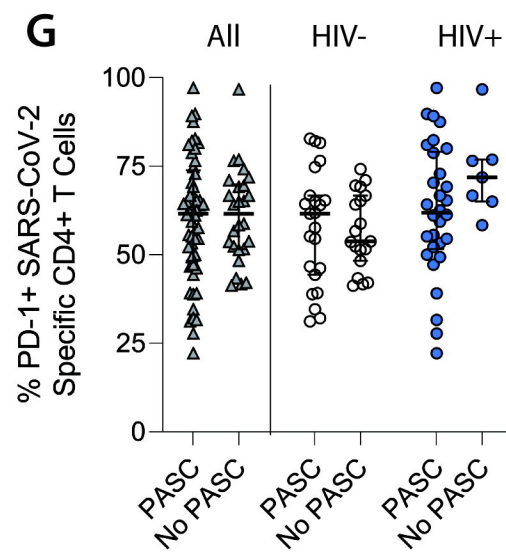 G
All HIV- HIV+
% PD-1+ SARS-CoV-2
Specific CD4+ T Cells
100
75
50
25
0
PASC
No PASC
PASC
No PASC
PASC
No PASC